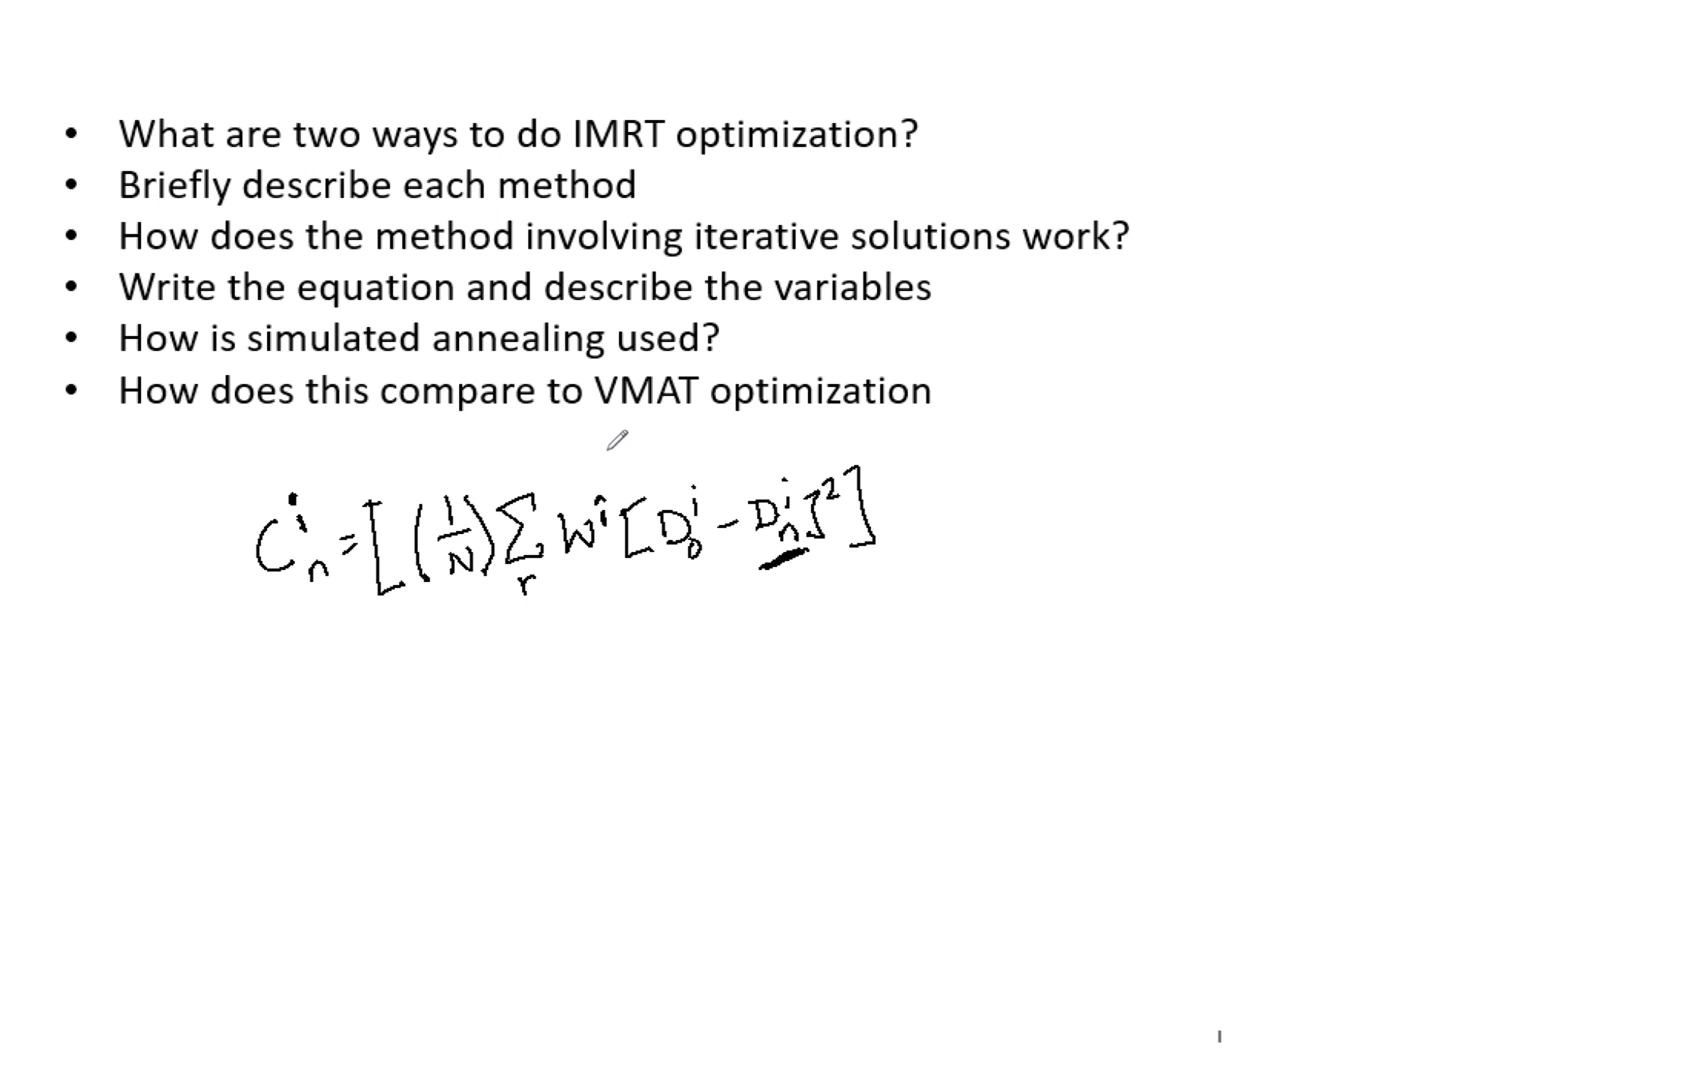 • What are two ways to do IMRT optimization?
• Briefly describe each method
• How does the method involving iterative solutions work?
• Write the equation and describe the variables
• How is simulated annealing used?
• How does this compare to VMAT optimization
Cⁱₙ = [(1/N) Σᵣ Wⁱ [Dⁱ₀ - Dⁱₙ]²]